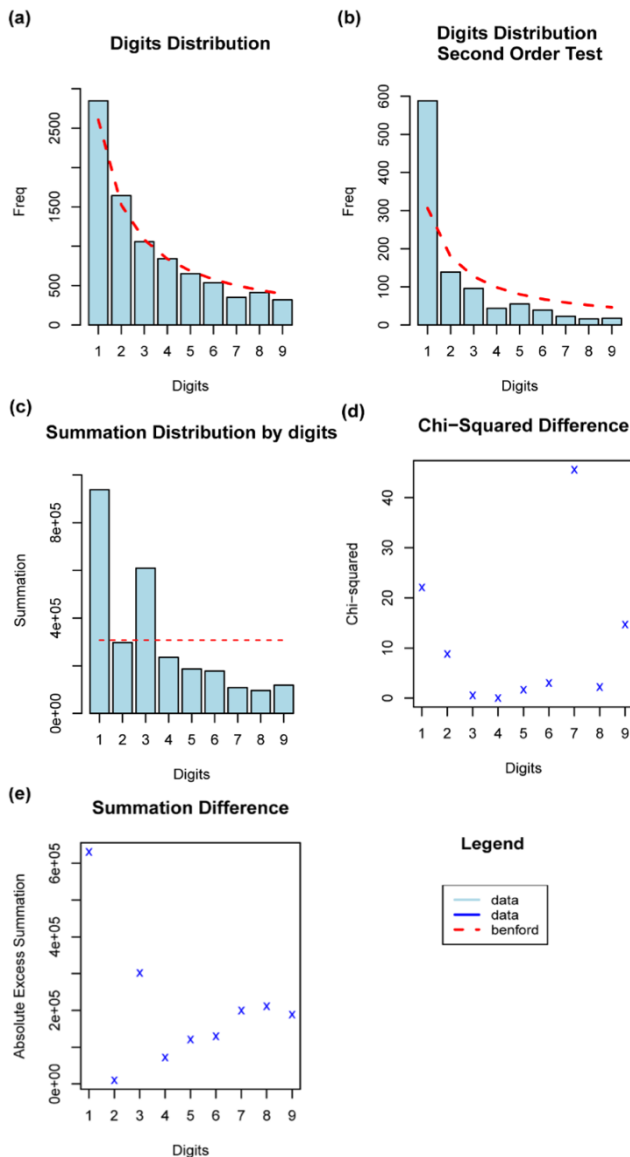 (a)
Digits Distribution
Freq
0 500 1500 2500
1 2 3 4 5 6 7 8 9
Digits
(b)
Digits Distribution
Second Order Test
Freq
0 100 200 300 400 500 600
1 2 3 4 5 6 7 8 9
Digits
(c)
Summation Distribution by digits
Summation
0e+00 4e+05 8e+05
1 2 3 4 5 6 7 8 9
Digits
(d)
Chi−Squared Difference
Chi−squared
0 10 20 30 40
1 2 3 4 5 6 7 8 9
Digits
(e)
Summation Difference
Absolute Excess Summation
0e+00 2e+05 4e+05 6e+05
1 2 3 4 5 6 7 8 9
Digits
Legend
data
data
benford